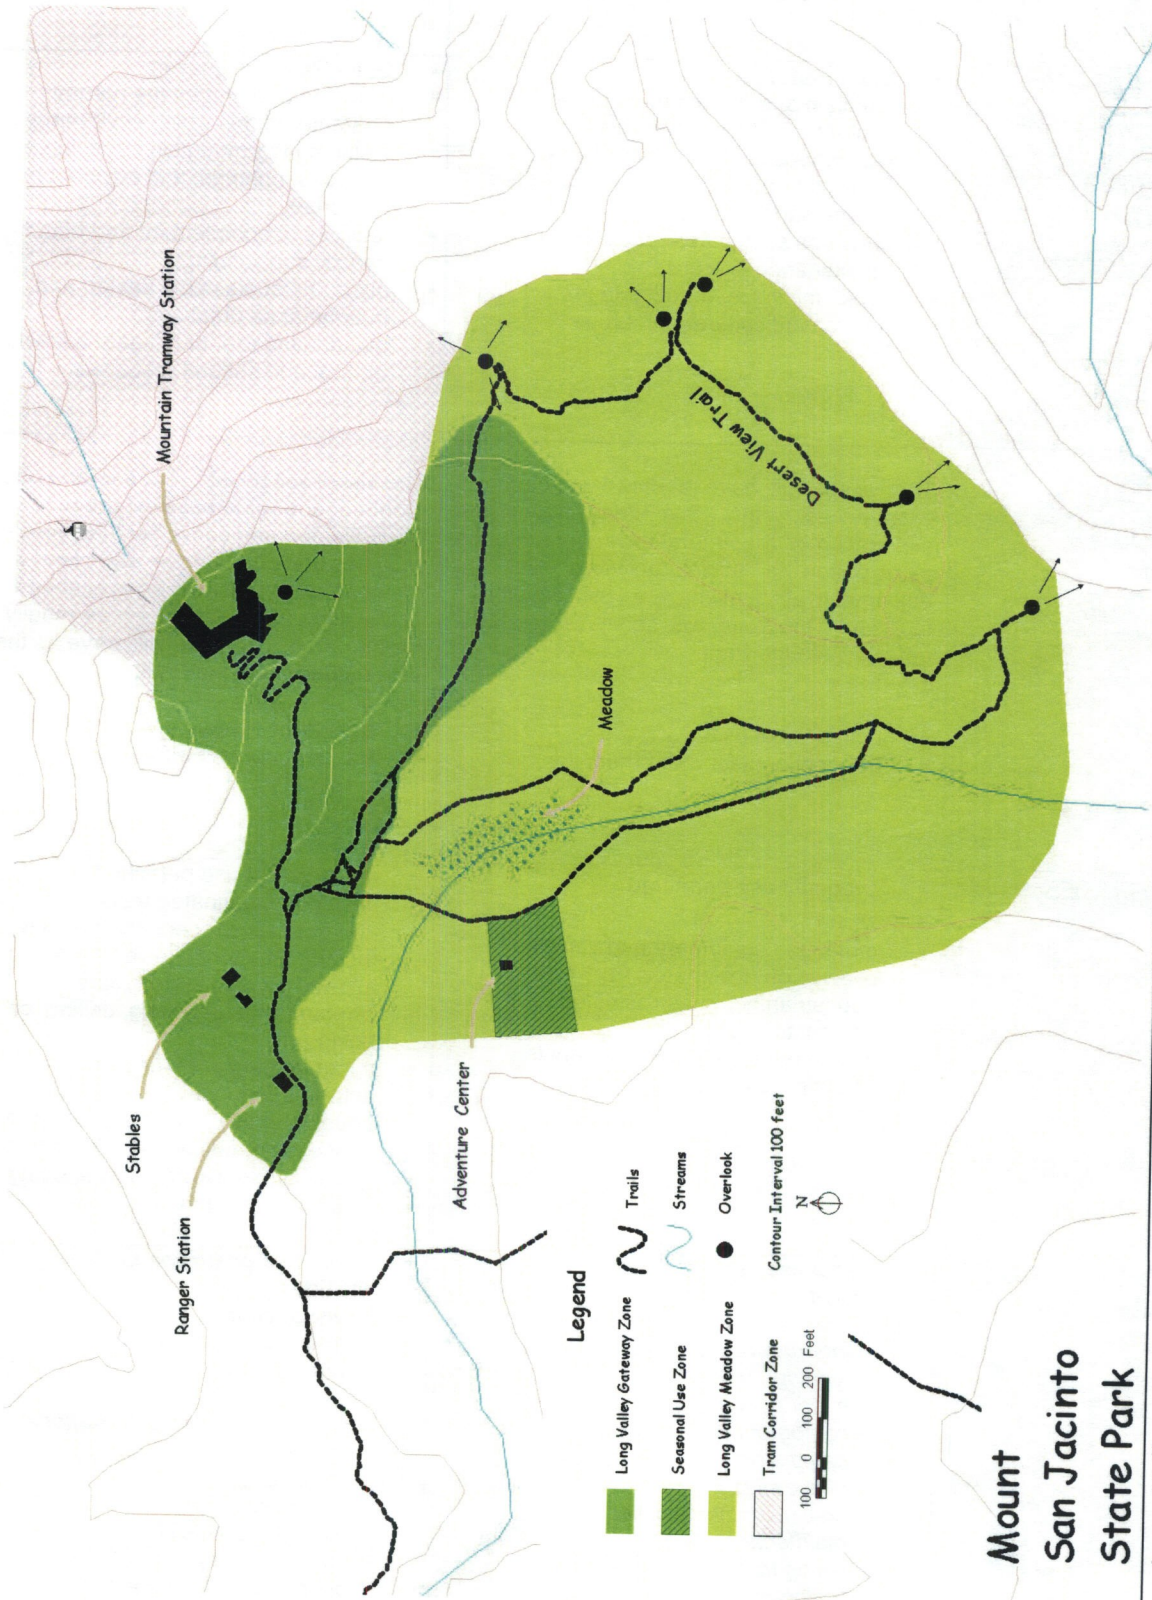 Mountain Tramway Station
Stables
Ranger Station
Adventure Center
Meadow
Desert View Trail
Legend
Long Valley Gateway Zone
Seasonal Use Zone
Long Valley Meadow Zone
Tram Corridor Zone
Trails
Streams
Overlook
Contour Interval 100 feet
100 0 100 200 Feet
N
Mount
San Jacinto
State Park